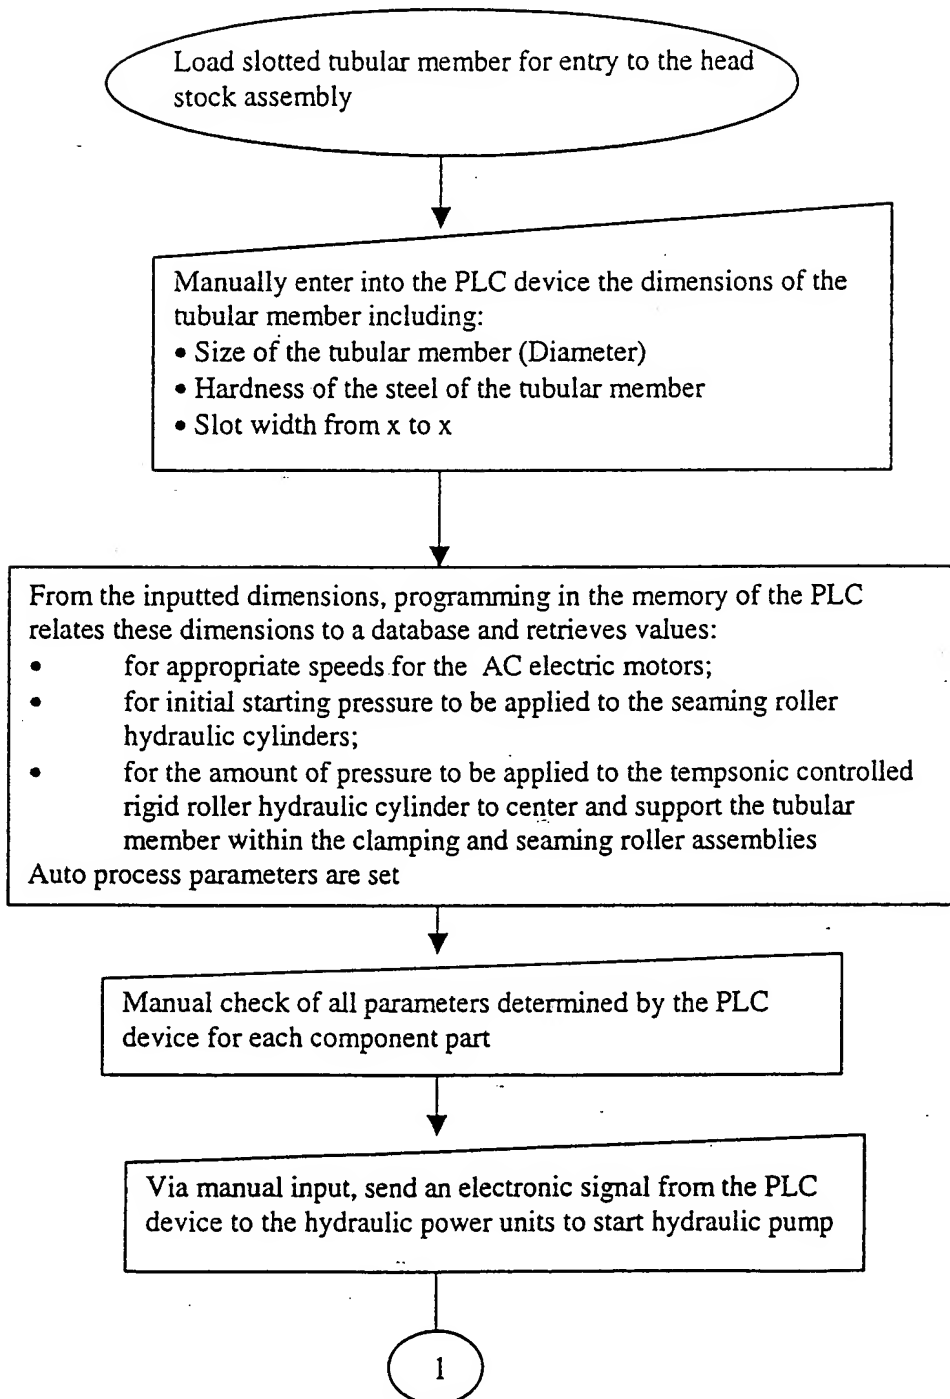 Load slotted tubular member for entry to the head
stock assembly
Manually enter into the PLC device the dimensions of the
tubular member including:
• Size of the tubular member (Diameter)
• Hardness of the steel of the tubular member
• Slot width from x to x
From the inputted dimensions, programming in the memory of the PLC
relates these dimensions to a database and retrieves values:
• for appropriate speeds for the AC electric motors;
• for initial starting pressure to be applied to the seaming roller
hydraulic cylinders;
• for the amount of pressure to be applied to the tempsonic controlled
rigid roller hydraulic cylinder to center and support the tubular
member within the clamping and seaming roller assemblies
Auto process parameters are set
Manual check of all parameters determined by the PLC
device for each component part
Via manual input, send an electronic signal from the PLC
device to the hydraulic power units to start hydraulic pump
1